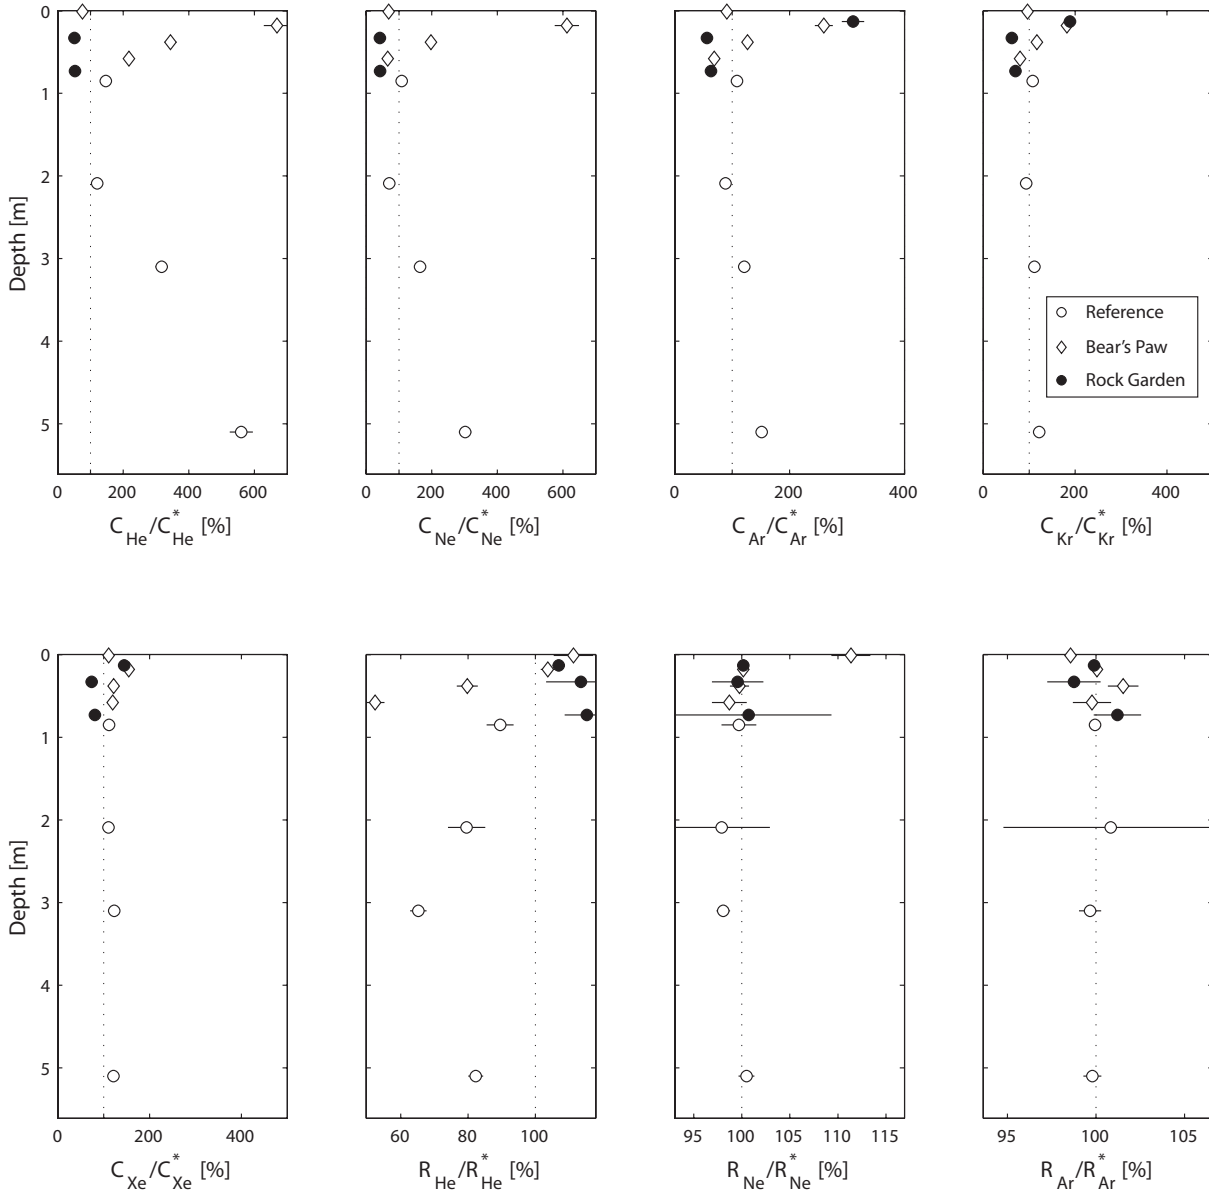 0
1
2
3
4
5
Depth [m]
0 200 400 600
C_He/C*_He [%]
0 200 400 600
C_Ne/C*_Ne [%]
0 200 400
C_Ar/C*_Ar [%]
0 200 400
C_Kr/C*_Kr [%]
Reference
Bear's Paw
Rock Garden
0
1
2
3
4
5
Depth [m]
0 200 400
C_Xe/C*_Xe [%]
60 80 100
R_He/R*_He [%]
95 100 105 110 115
R_Ne/R*_Ne [%]
95 100 105
R_Ar/R*_Ar [%]